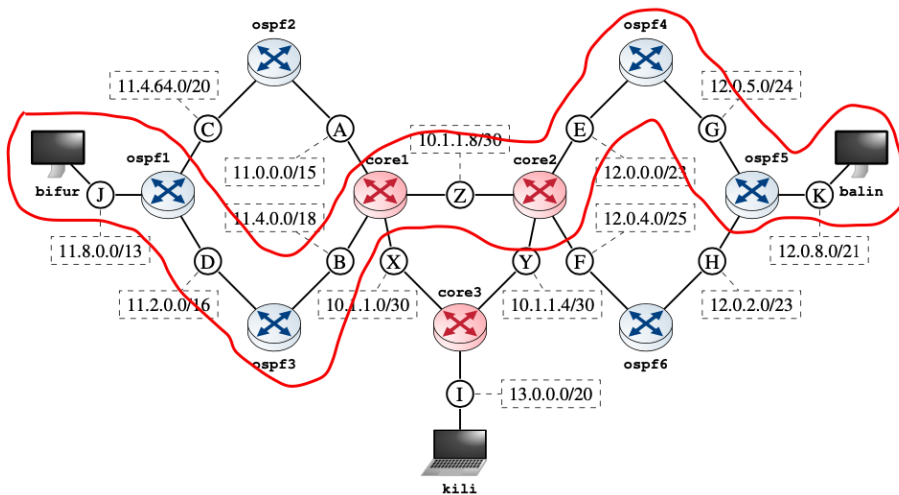 ospf2
ospf4
11.4.64.0/20
12.0.5.0/24
C
A
E
G
10.1.1.8/30
ospf1
core1
core2
ospf5
11.0.0.0/15
12.0.0.0/23
bifur
J
Z
K
balin
11.4.0.0/18
12.0.4.0/25
11.8.0.0/13
12.0.8.0/21
D
B
X
Y
F
H
core3
11.2.0.0/16
10.1.1.0/30
10.1.1.4/30
12.0.2.0/23
ospf3
ospf6
I
13.0.0.0/20
kili